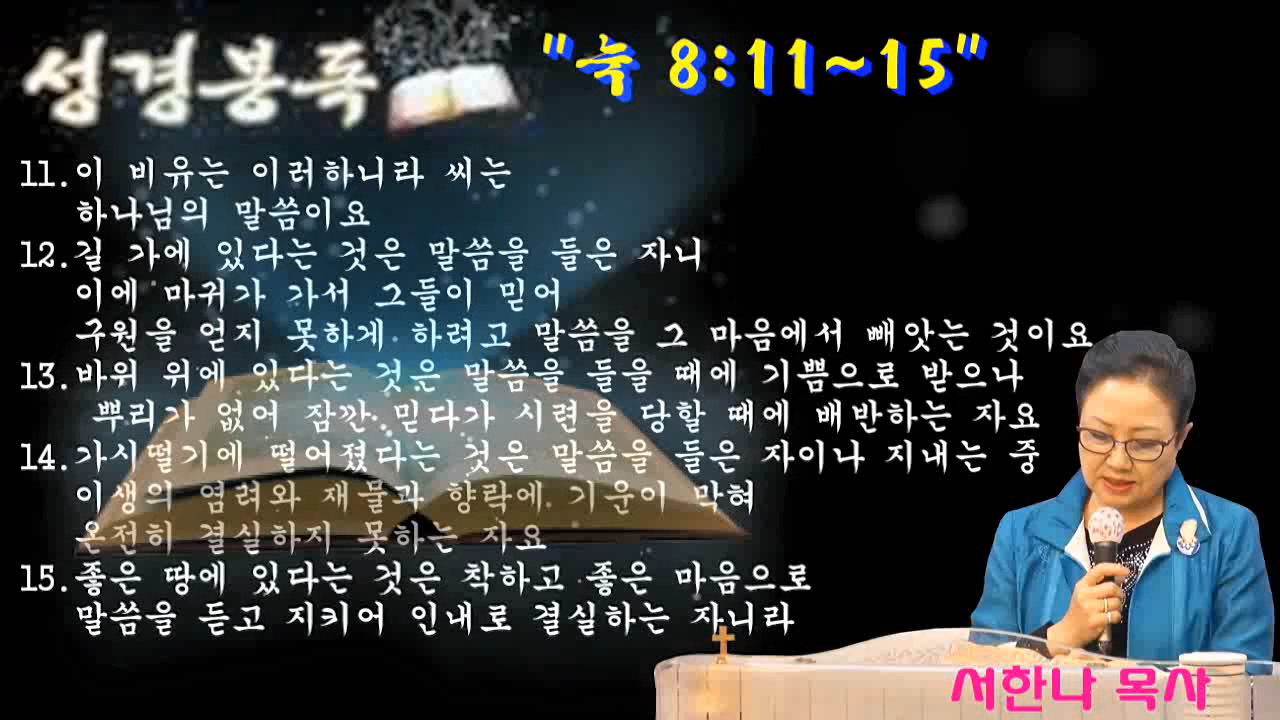 성경봉독
"눅 8:11~15"
11.이 비유는 이러하니라 씨는
하나님의 말씀이요
12.길 가에 있다는 것은 말씀을 들은 자니
이에 마귀가 가서 그들이 믿어
구원을 얻지 못하게 하려고 말씀을 그 마음에서 빼앗는 것이요
13.바위 위에 있다는 것은 말씀을 들을 때에 기쁨으로 받으나
뿌리가 없어 잠깐 믿다가 시련을 당할 때에 배반하는 자요
14.가시떨기에 떨어졌다는 것은 말씀을 들은 자이나 지내는 중
이생의 염려와 재물과 향락에 기운이 막혀
온전히 결실하지 못하는 자요
15.좋은 땅에 있다는 것은 착하고 좋은 마음으로
말씀을 듣고 지키어 인내로 결실하는 자니라
서한나 목사